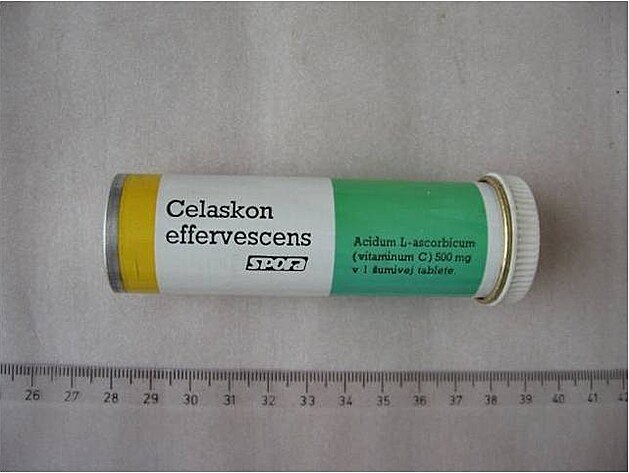 Celaskon
effervescens
SPOFA
Acidum L-ascorbicum
(vitaminum C) 500 mg
v 1 šumivej tablete.
26 27 28 29 30 31 32 33 34 35 36 37 38 39 40 41 42